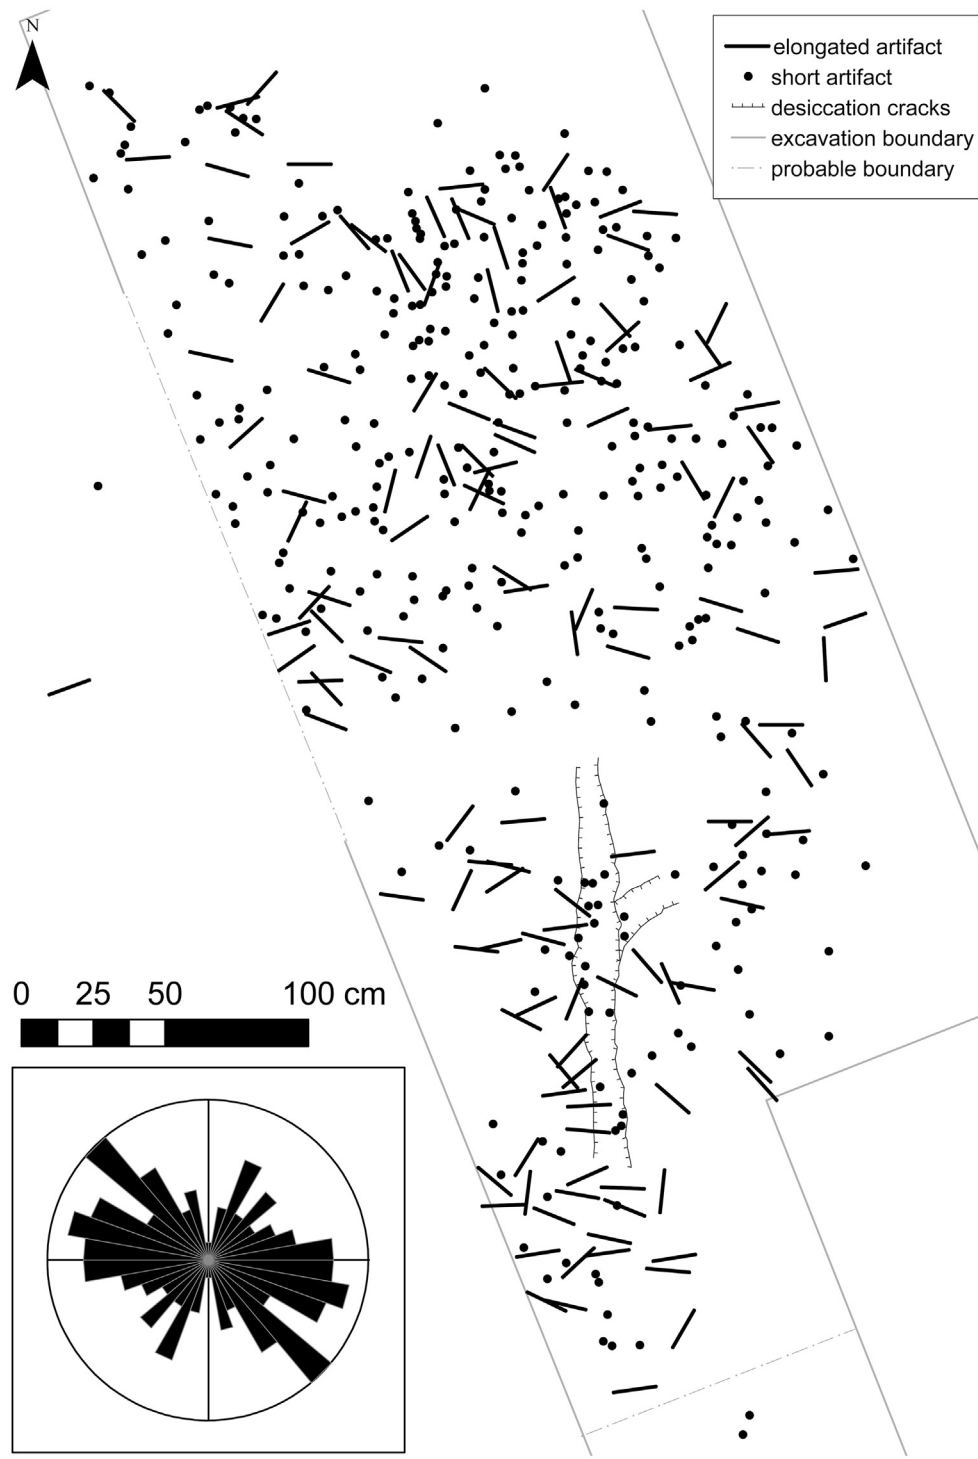 N
elongated artifact
short artifact
desiccation cracks
excavation boundary
probable boundary
0 25 50 100 cm